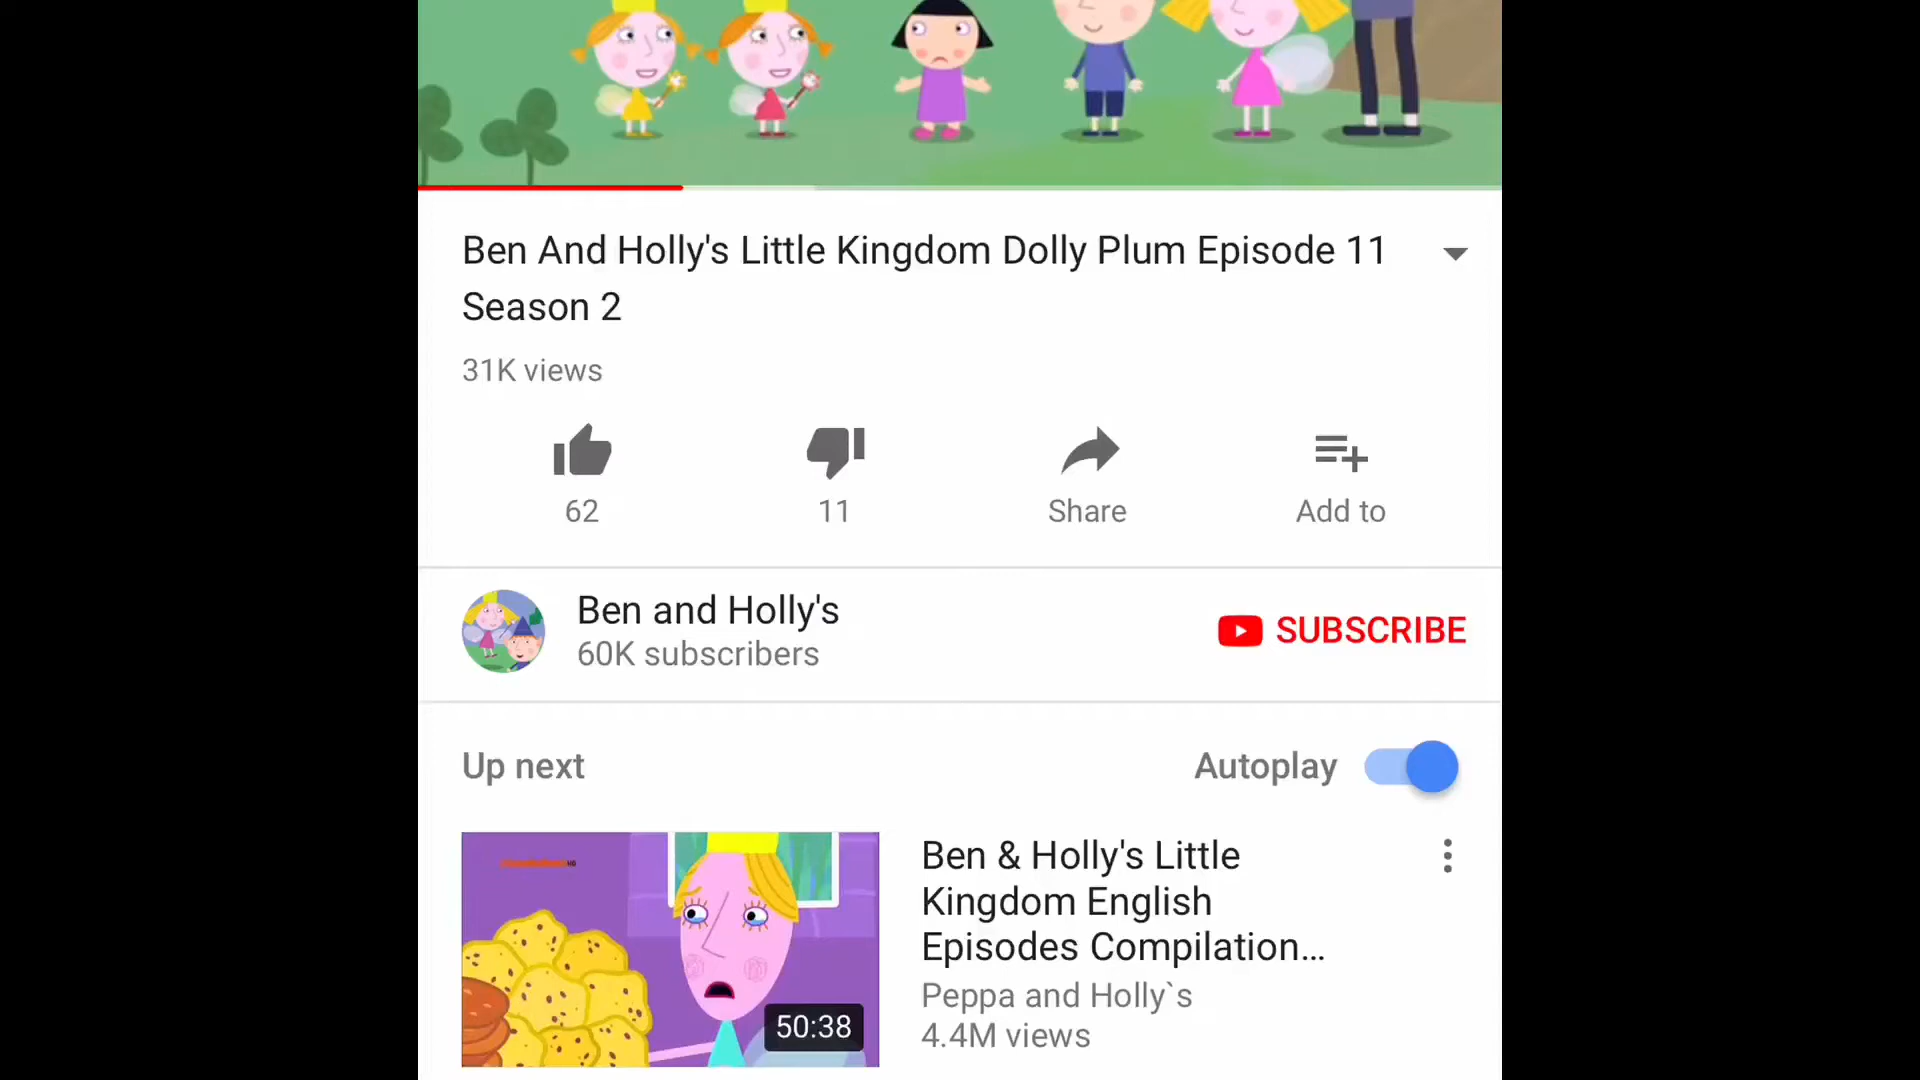 Ben And Holly's Little Kingdom Dolly Plum Episode 11
Season 2
31K views
62
11
Share
Add to
Ben and Holly's
60K subscribers
SUBSCRIBE
Up next
Autoplay
50:38
Ben & Holly's Little
Kingdom English
Episodes Compilation...
Peppa and Holly`s
4.4M views